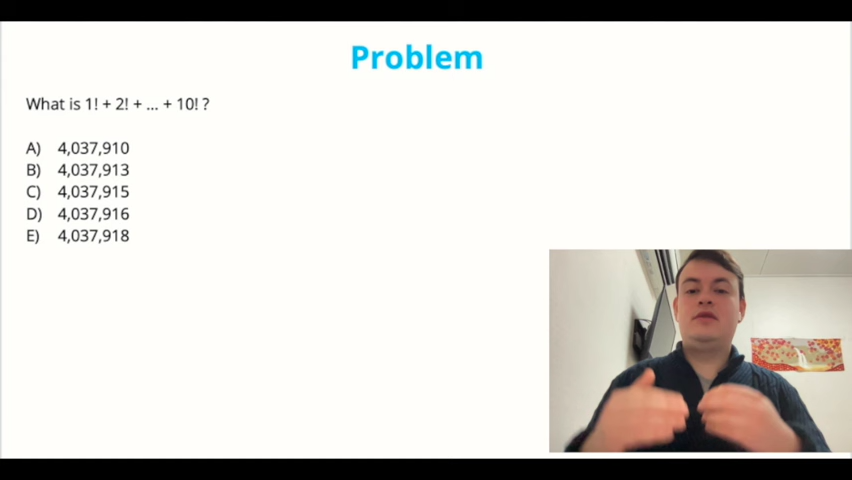 Problem
What is 1! + 2! + ... + 10! ?
A) 4,037,910
B) 4,037,913
C) 4,037,915
D) 4,037,916
E) 4,037,918